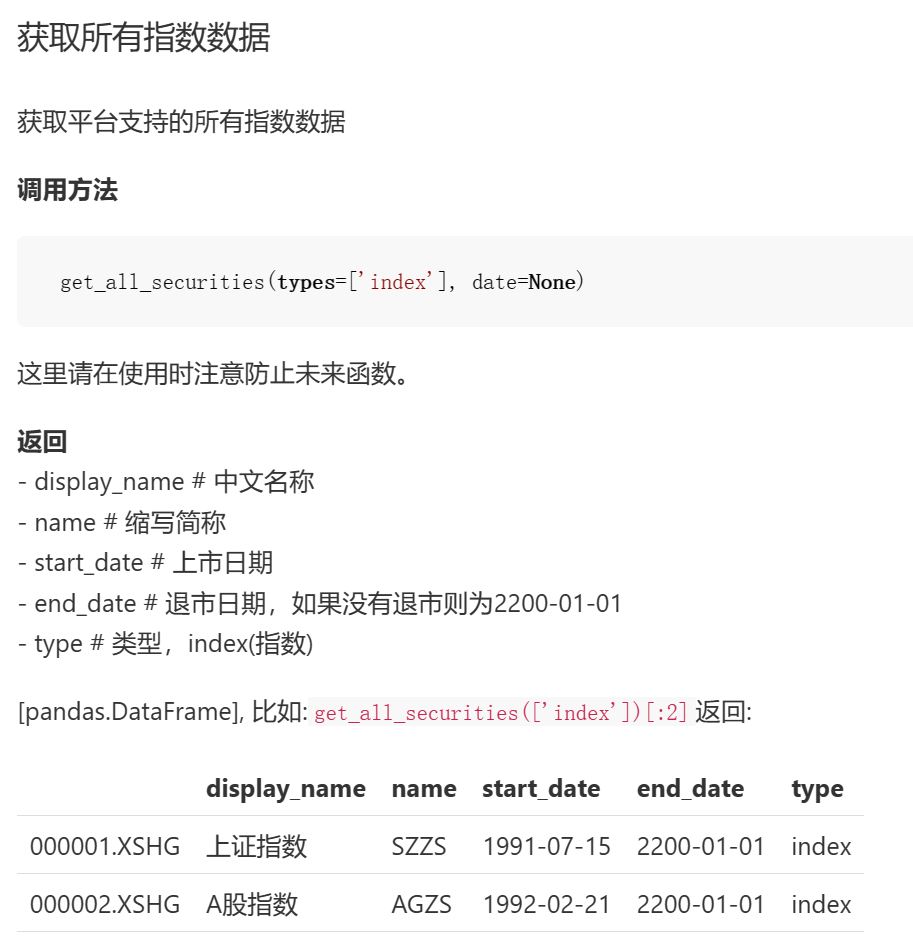 获取所有指数数据
获取平台支持的所有指数数据
调用方法
get_all_securities(types=['index'], date=None)
这里请在使用时注意防止未来函数。
返回
- display_name # 中文名称
- name # 缩写简称
- start_date # 上市日期
- end_date # 退市日期，如果没有退市则为2200-01-01
- type # 类型，index(指数)
[pandas.DataFrame], 比如: get_all_securities(['index'])[:2] 返回:
display_name name start_date end_date type
000001.XSHG 上证指数 SZZS 1991-07-15 2200-01-01 index
000002.XSHG A股指数 AGZS 1992-02-21 2200-01-01 index